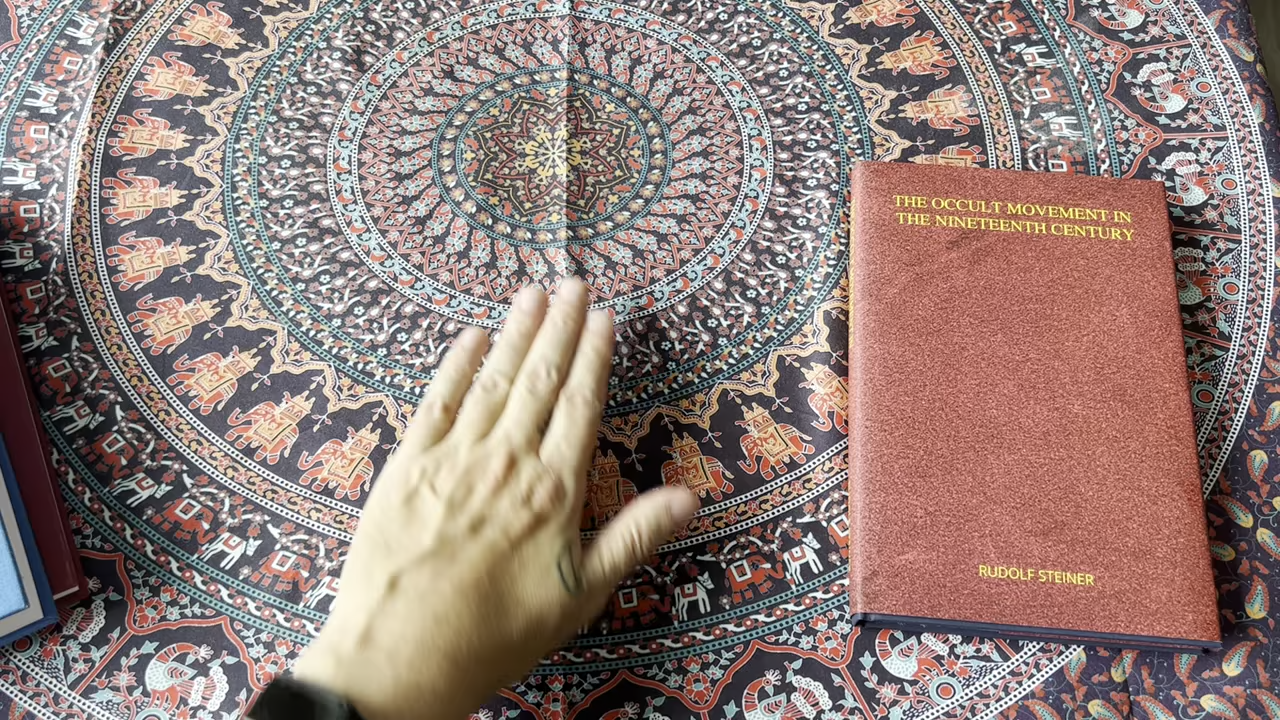 THE OCCULT MOVEMENT IN
THE NINETEENTH CENTURY
RUDOLF STEINER